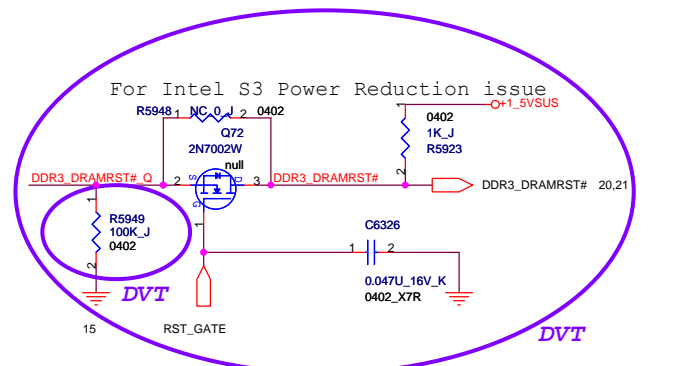 For Intel S3 Power Reduction issue
R5948 1 NC_0_J 2 0402
+1_5VSUS
Q72
2N7002W
null
1
0402
1K_J
R5923
2
DDR3_DRAMRST#_Q 2 S D 3 DDR3_DRAMRST#
DDR3_DRAMRST# 20,21
G
1
1
R5949
100K_J
0402
2
C6326
1 2
0.047U_16V_K
0402_X7R
DVT
15
RST_GATE
DVT